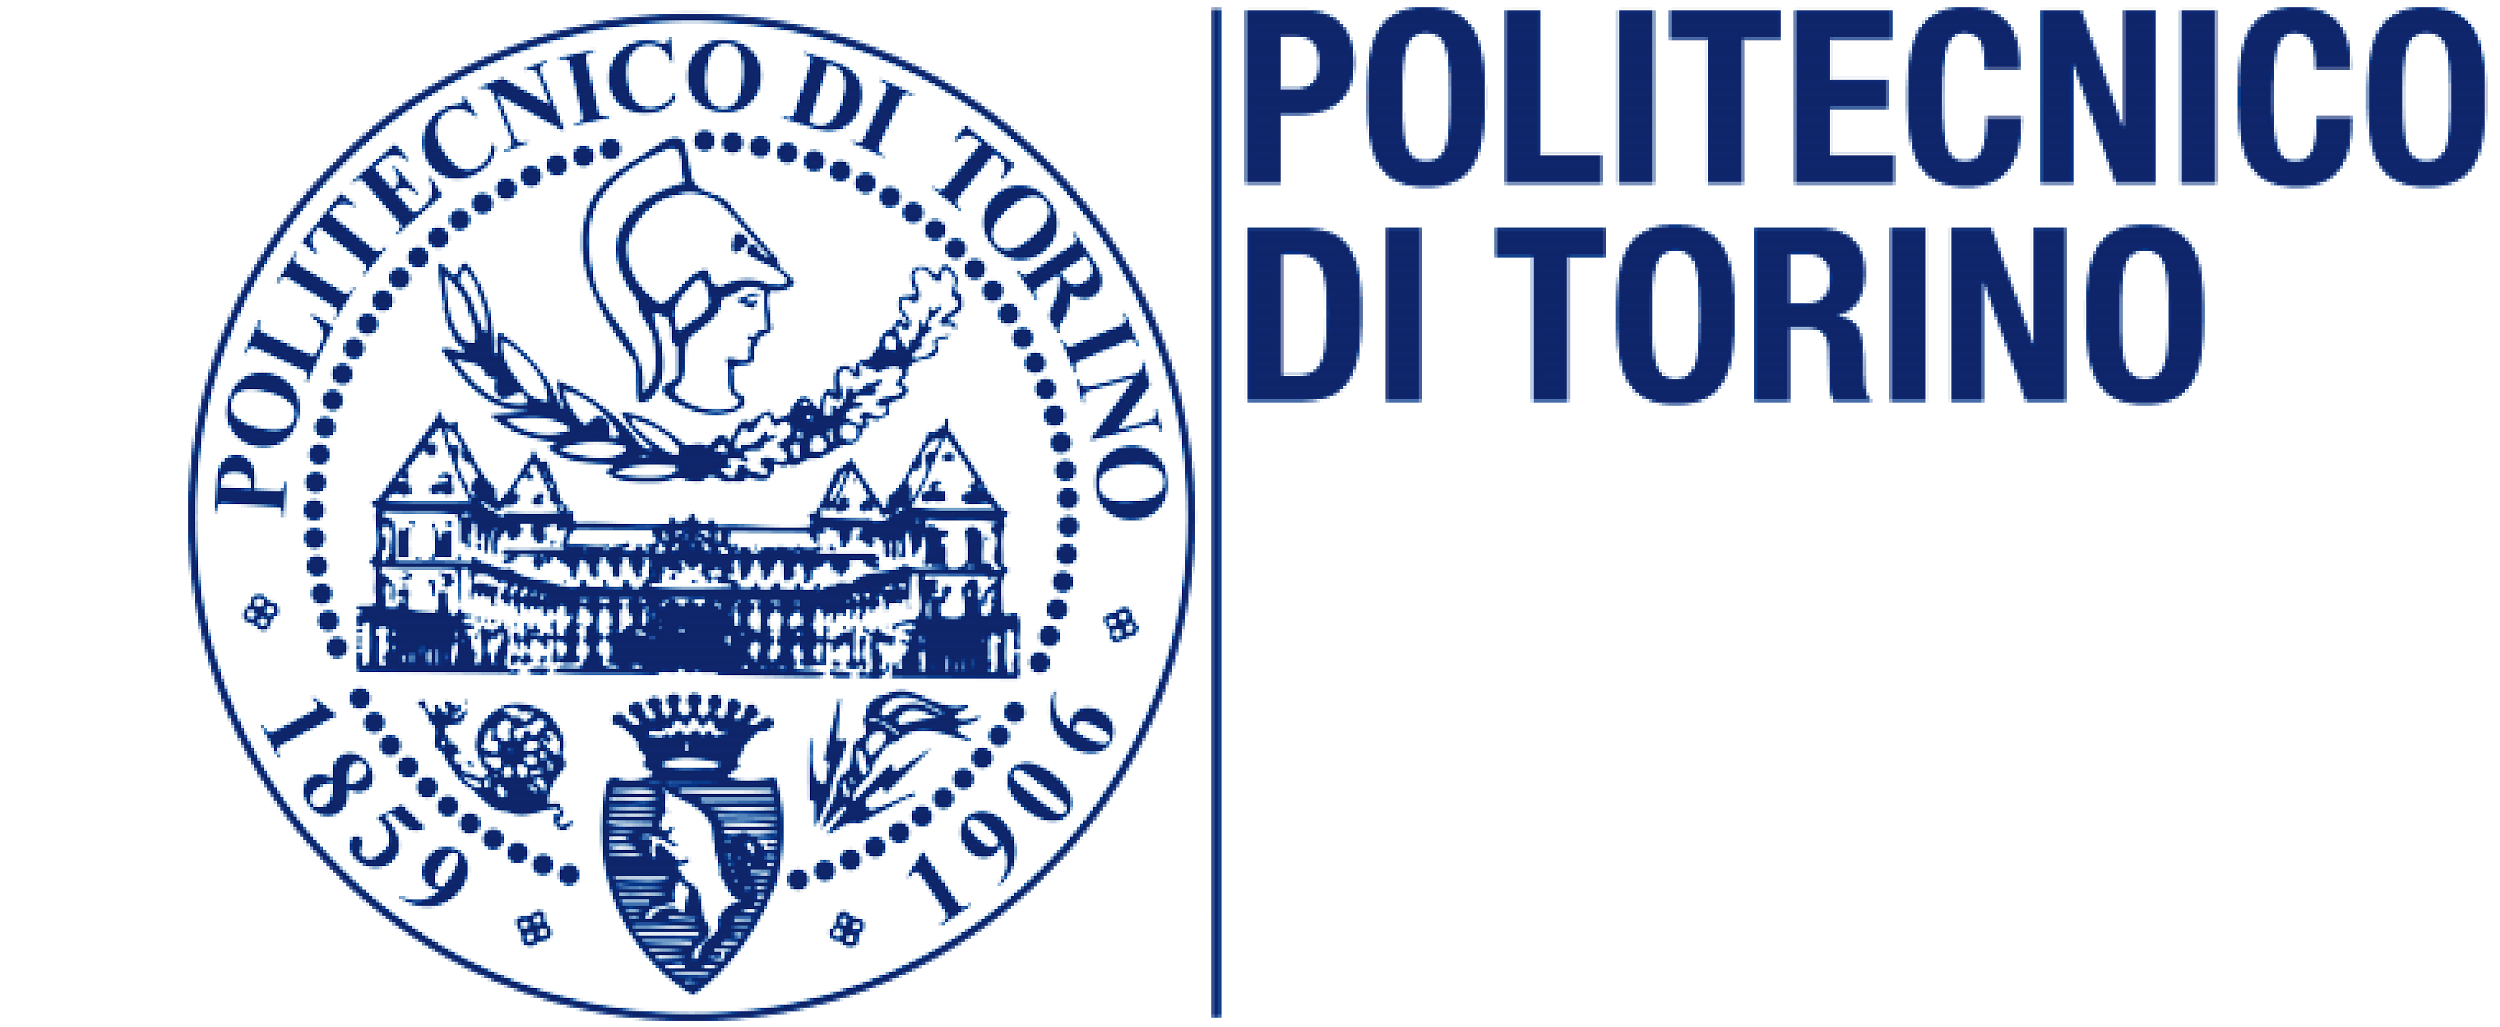 POLITECNICO DI TORINO
1859
1906
POLITECNICO
DI TORINO